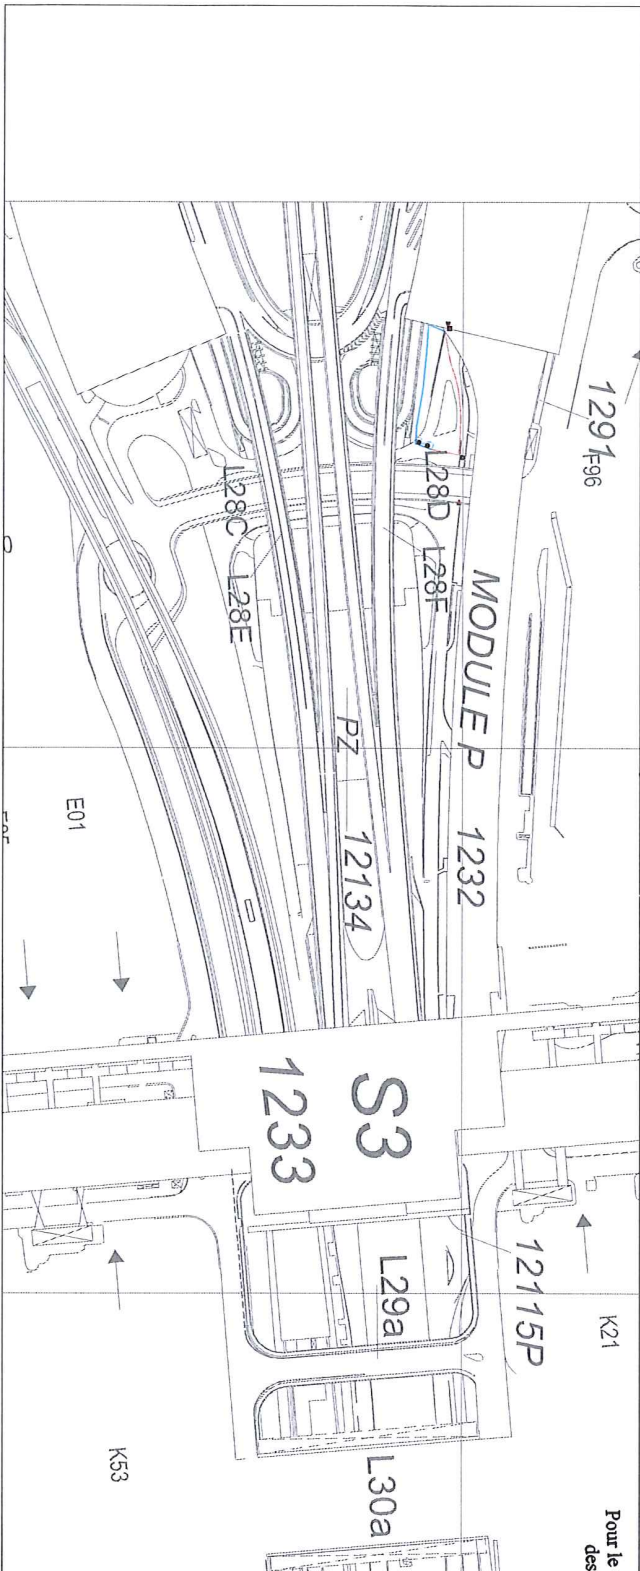 1291
F96
L28D
L28F
L28C
L28E
MODULE P
1232
PZ
12134
E01
S3
1233
12115P
K21
L29a
K53
L30a
Pour le
des